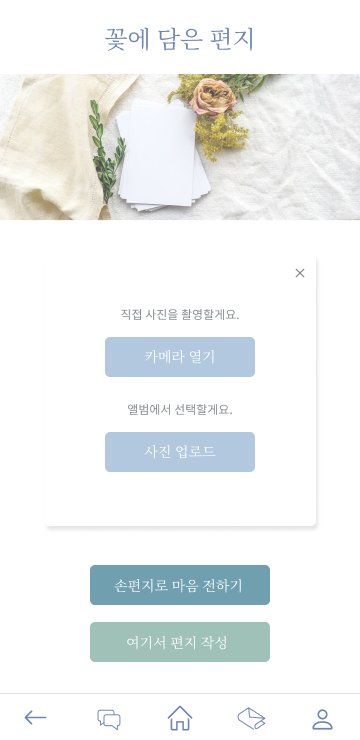 꽃에 담은 편지
직접 사진을 촬영할게요.
카메라 열기
앨범에서 선택할게요.
사진 업로드
손편지로 마음 전하기
여기서 편지 작성